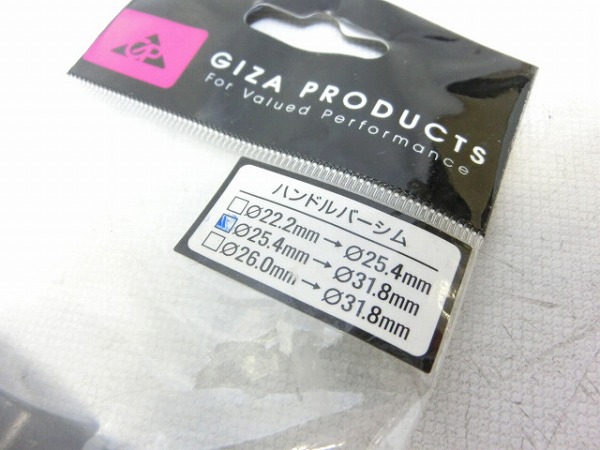 GP
GIZA PRODUCTS
For Valued Performance
ハンドルバーシム
Ø22.2mm→Ø25.4mm
Ø25.4mm→Ø31.8mm
Ø26.0mm→Ø31.8mm